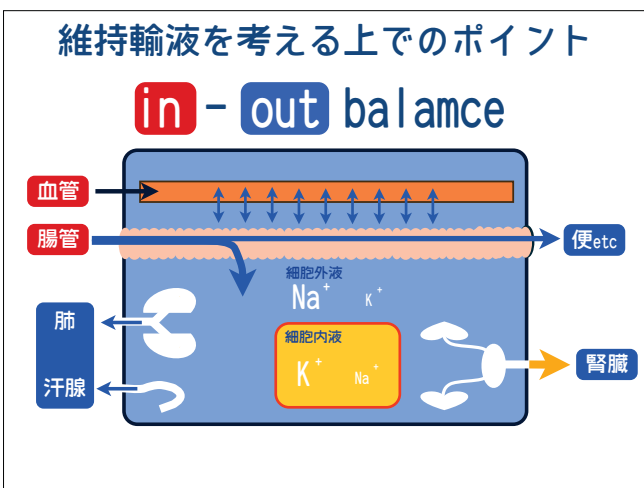 維持輸液を考える上でのポイント
in - out balamce
血管
腸管
便etc
細胞外液
Na+ K+
肺
細胞内液
腎臓
K+ Na+
汗腺